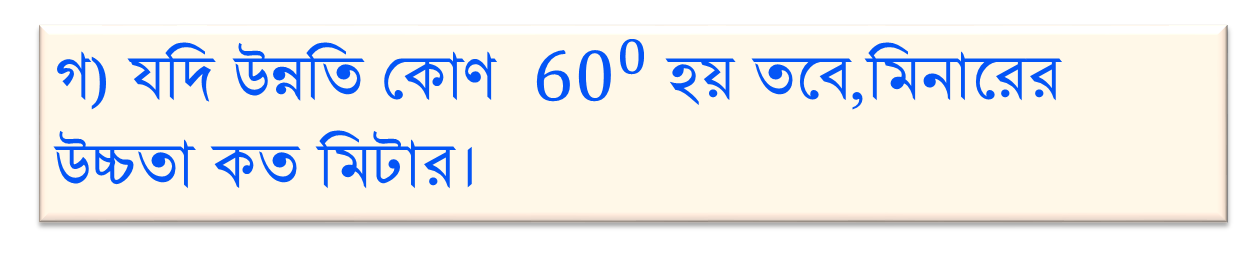 গ) যদি উন্নতি কোণ 60⁰ হয় তবে,মিনারের
উচ্চতা কত মিটার।